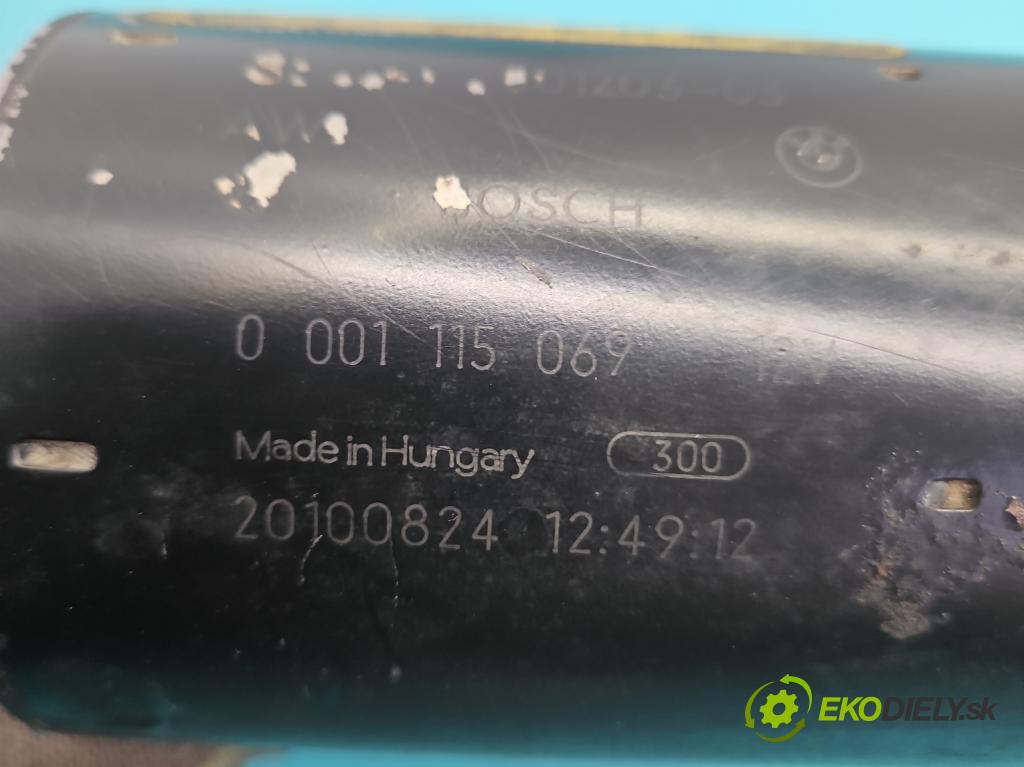 BOSCH
0 001 115 069 12V
Made in Hungary 300
20100824 12:49:12
EKODIELY.sk